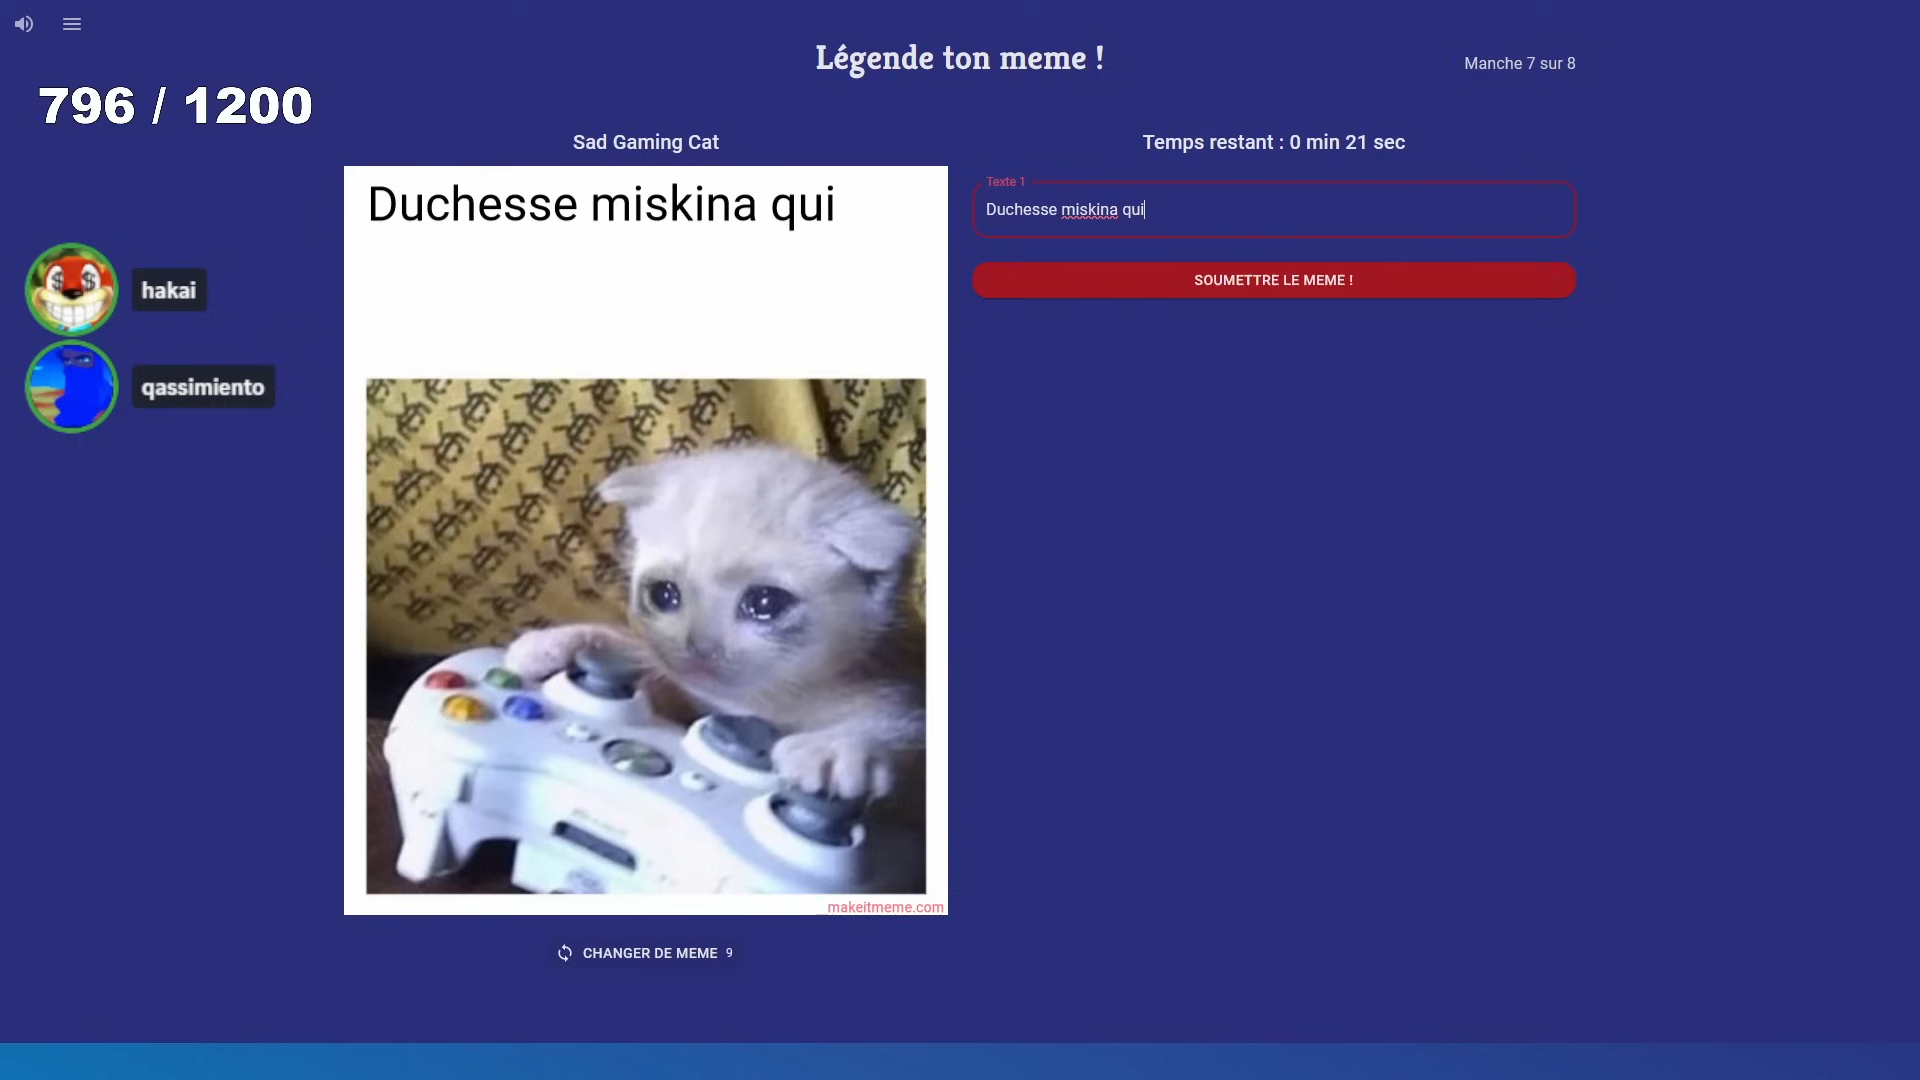 Légende ton meme !
Manche 7 sur 8
796 / 1200
Sad Gaming Cat
Temps restant : 0 min 21 sec
Duchesse miskina qui
Texte 1
Duchesse miskina qui
SOUMETTRE LE MEME !
hakai
qassimiento
makeitmeme.com
CHANGER DE MEME 9